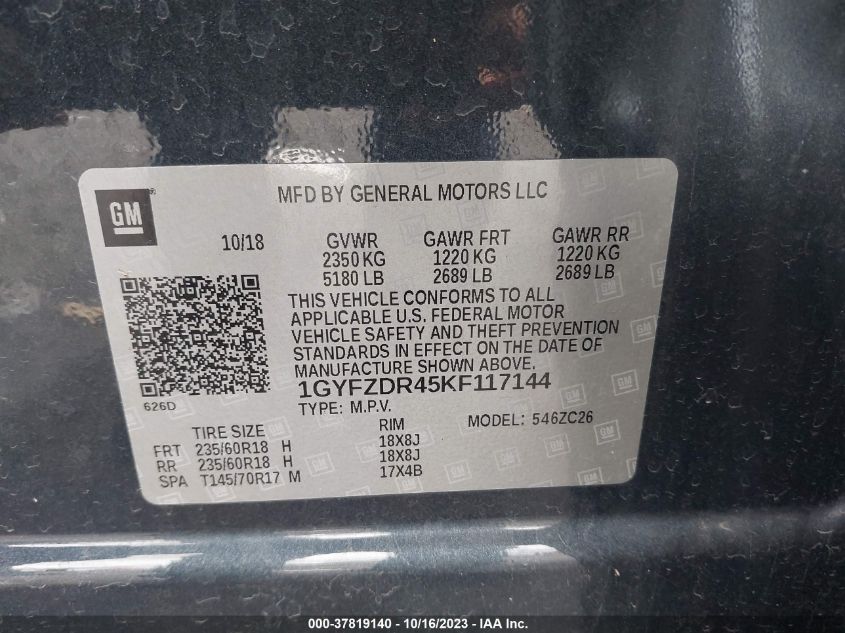 GM
MFD BY GENERAL MOTORS LLC
10/18 GVWR GAWR FRT GAWR RR
2350 KG 1220 KG 1220 KG
5180 LB 2689 LB 2689 LB
THIS VEHICLE CONFORMS TO ALL
APPLICABLE U.S. FEDERAL MOTOR
VEHICLE SAFETY AND THEFT PREVENTION
STANDARDS IN EFFECT ON THE DATE OF
MANUFACTURE SHOWN ABOVE.
1GYFZDR45KF117144
626D
TYPE: M.P.V. MODEL: 546ZC26
TIRE SIZE RIM
FRT 235/60R18 H 18X8J
RR 235/60R18 H 18X8J
SPA T145/70R17 M 17X4B
000-37819140 - 10/16/2023 - IAA Inc.